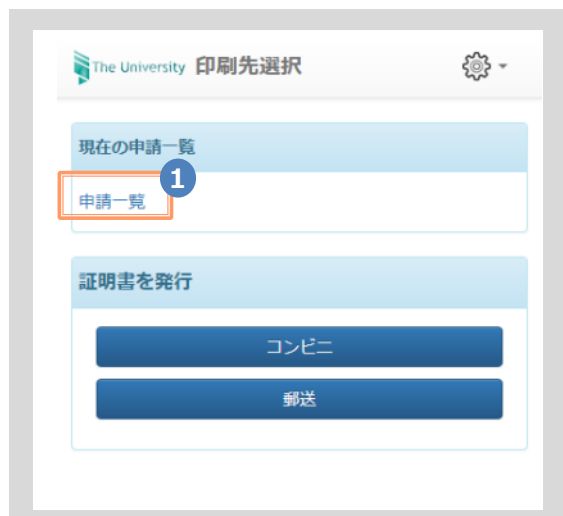 The University 印刷先選択
現在の申請一覧
1
申請一覧
証明書を発行
コンビニ
郵送